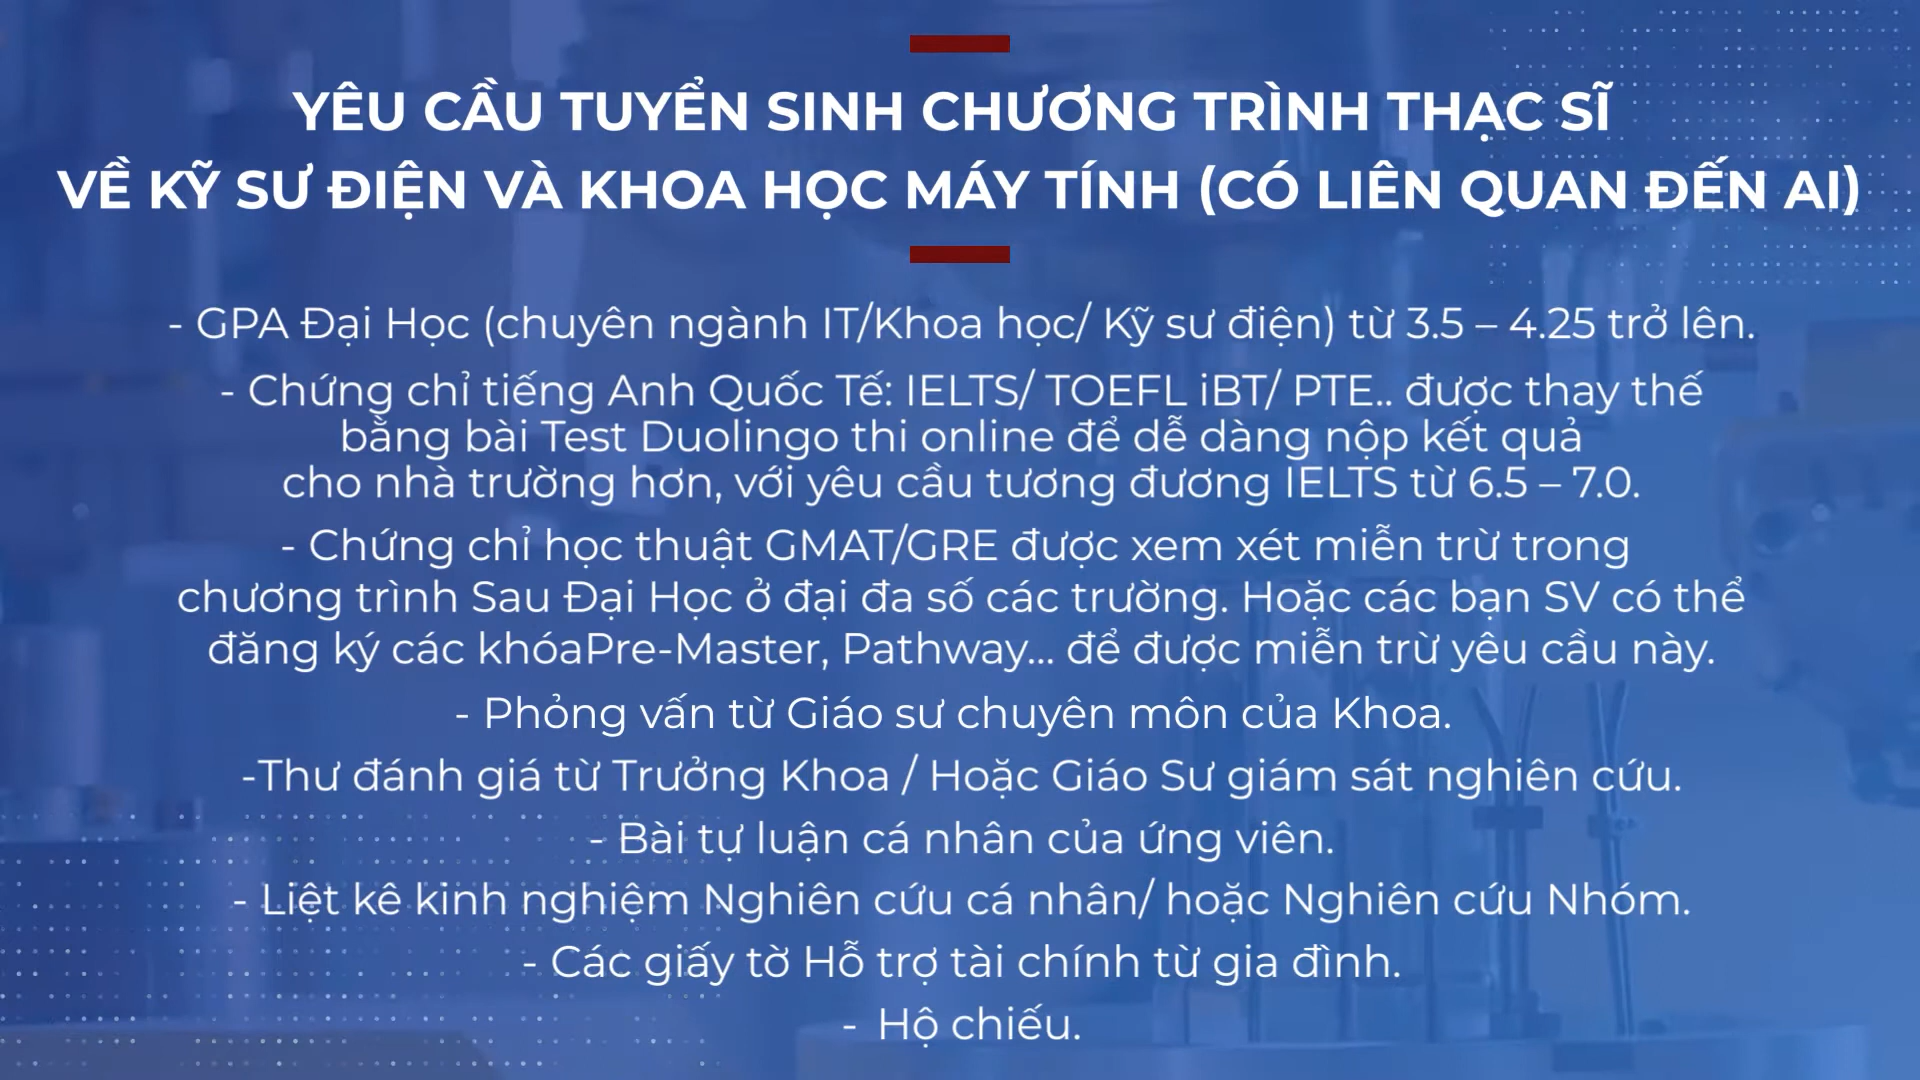 YÊU CẦU TUYỂN SINH CHƯƠNG TRÌNH THẠC SĨ
VỀ KỸ SƯ ĐIỆN VÀ KHOA HỌC MÁY TÍNH (CÓ LIÊN QUAN ĐẾN AI)
- GPA Đại Học (chuyên ngành IT/Khoa học/ Kỹ sư điện) từ 3.5 – 4.25 trở lên.
- Chứng chỉ tiếng Anh Quốc Tế: IELTS/ TOEFL iBT/ PTE.. được thay thế
bằng bài Test Duolingo thi online để dễ dàng nộp kết quả
cho nhà trường hơn, với yêu cầu tương đương IELTS từ 6.5 – 7.0.
- Chứng chỉ học thuật GMAT/GRE được xem xét miễn trừ trong
chương trình Sau Đại Học ở đại đa số các trường. Hoặc các bạn SV có thể
đăng ký các khóaPre-Master, Pathway... để được miễn trừ yêu cầu này.
- Phỏng vấn từ Giáo sư chuyên môn của Khoa.
-Thư đánh giá từ Trưởng Khoa / Hoặc Giáo Sư giám sát nghiên cứu.
- Bài tự luận cá nhân của ứng viên.
- Liệt kê kinh nghiệm Nghiên cứu cá nhân/ hoặc Nghiên cứu Nhóm.
- Các giấy tờ Hỗ trợ tài chính từ gia đình.
- Hộ chiếu.